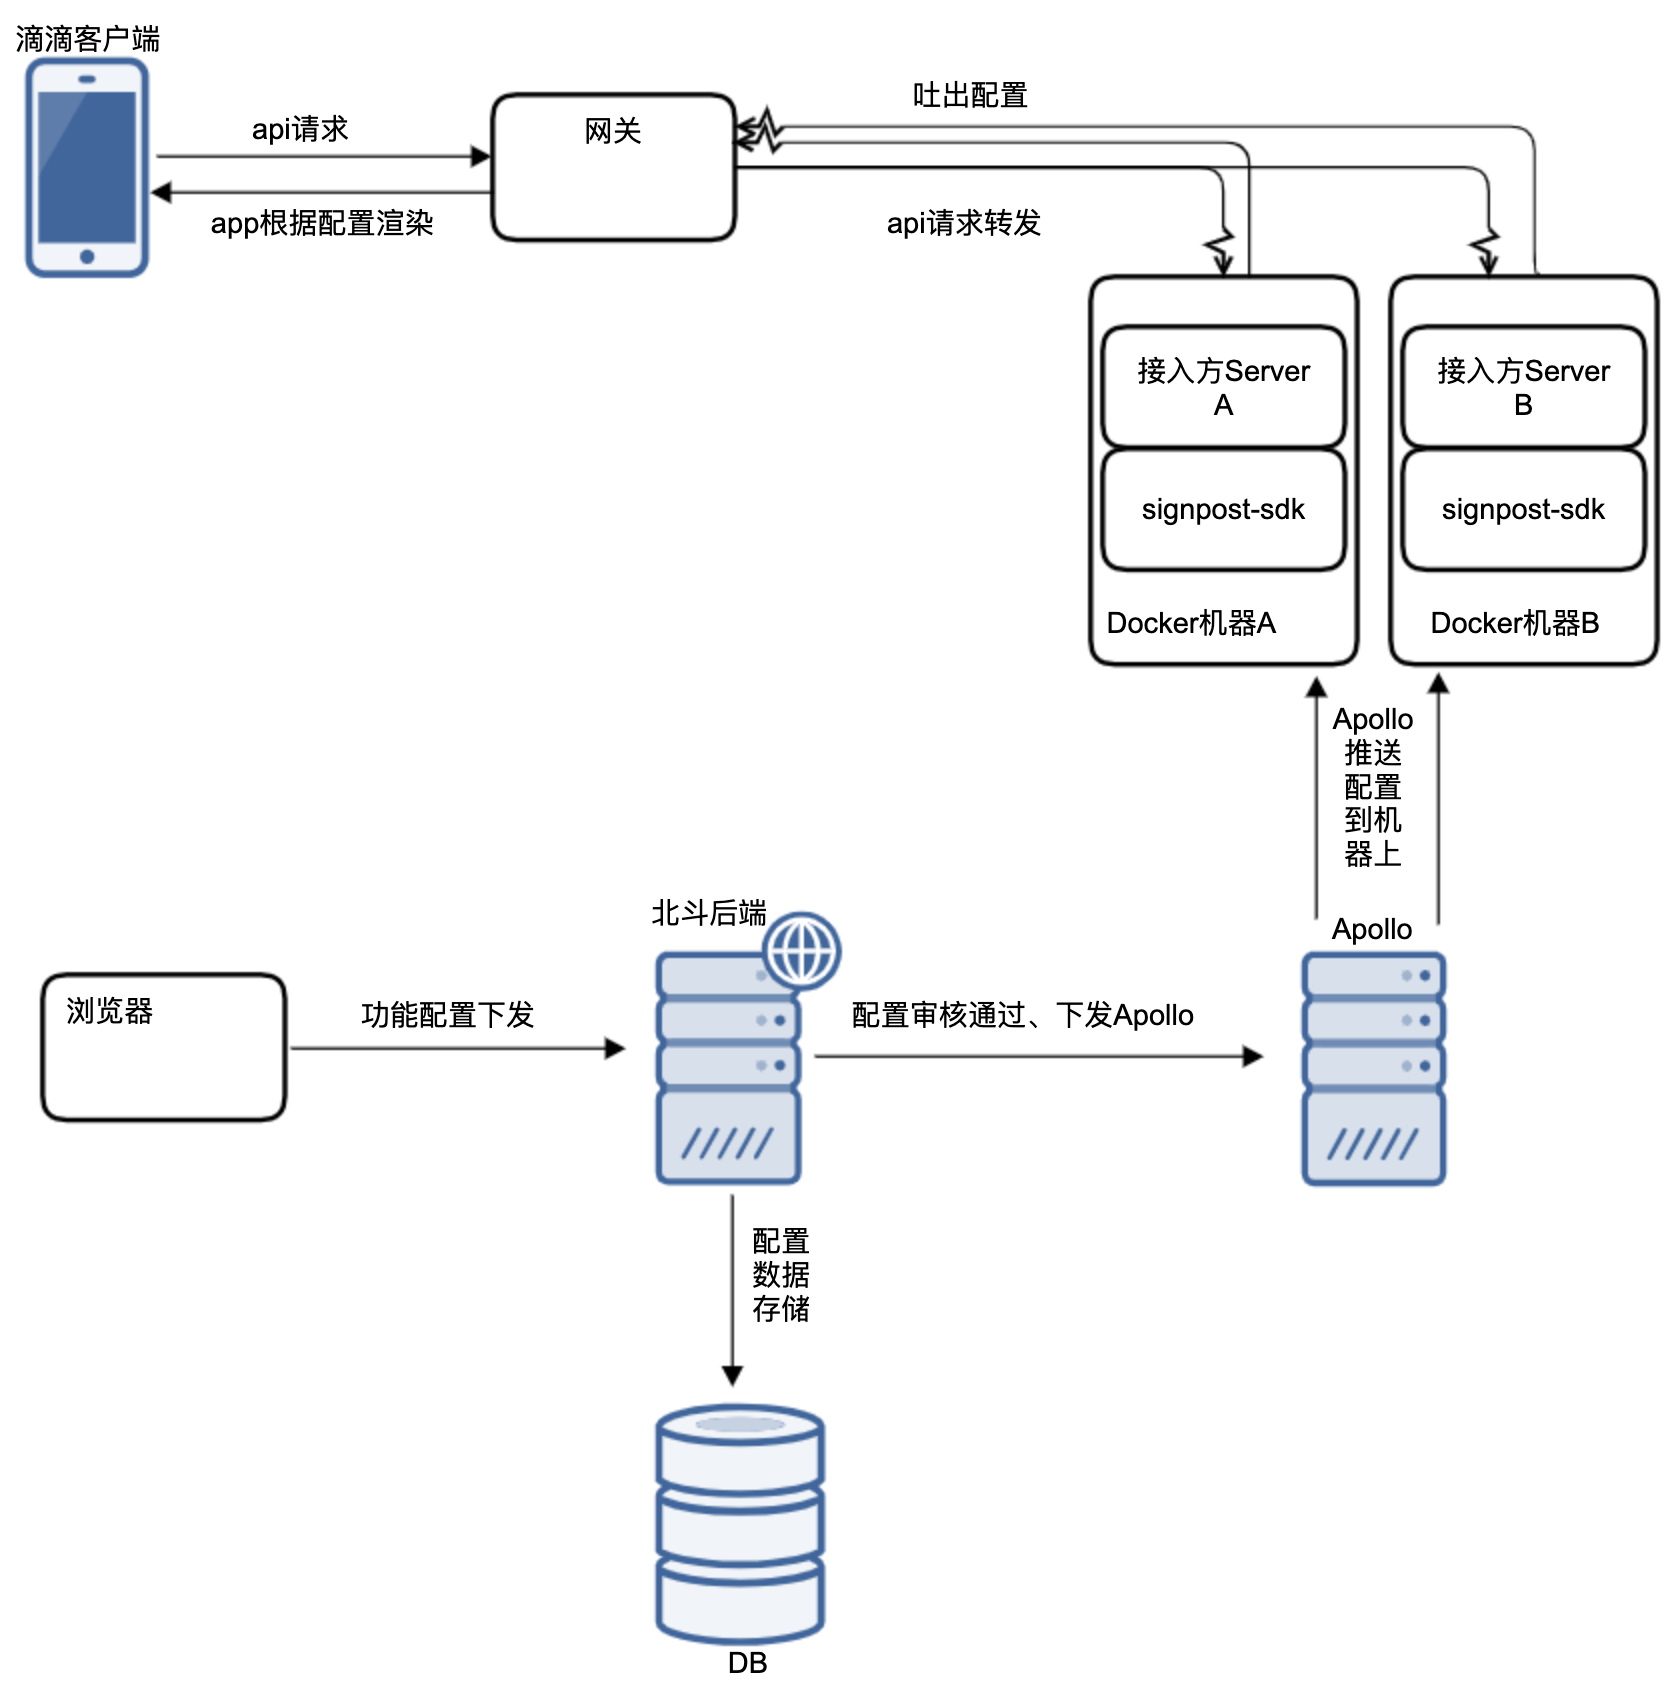 滴滴客户端
api请求
app根据配置渲染
网关
吐出配置
api请求转发
接入方Server
A
signpost-sdk
Docker机器A
接入方Server
B
signpost-sdk
Docker机器B
Apollo
推送
配置
到机
器上
Apollo
北斗后端
浏览器
功能配置下发
配置审核通过、下发Apollo
配置
数据
存储
DB